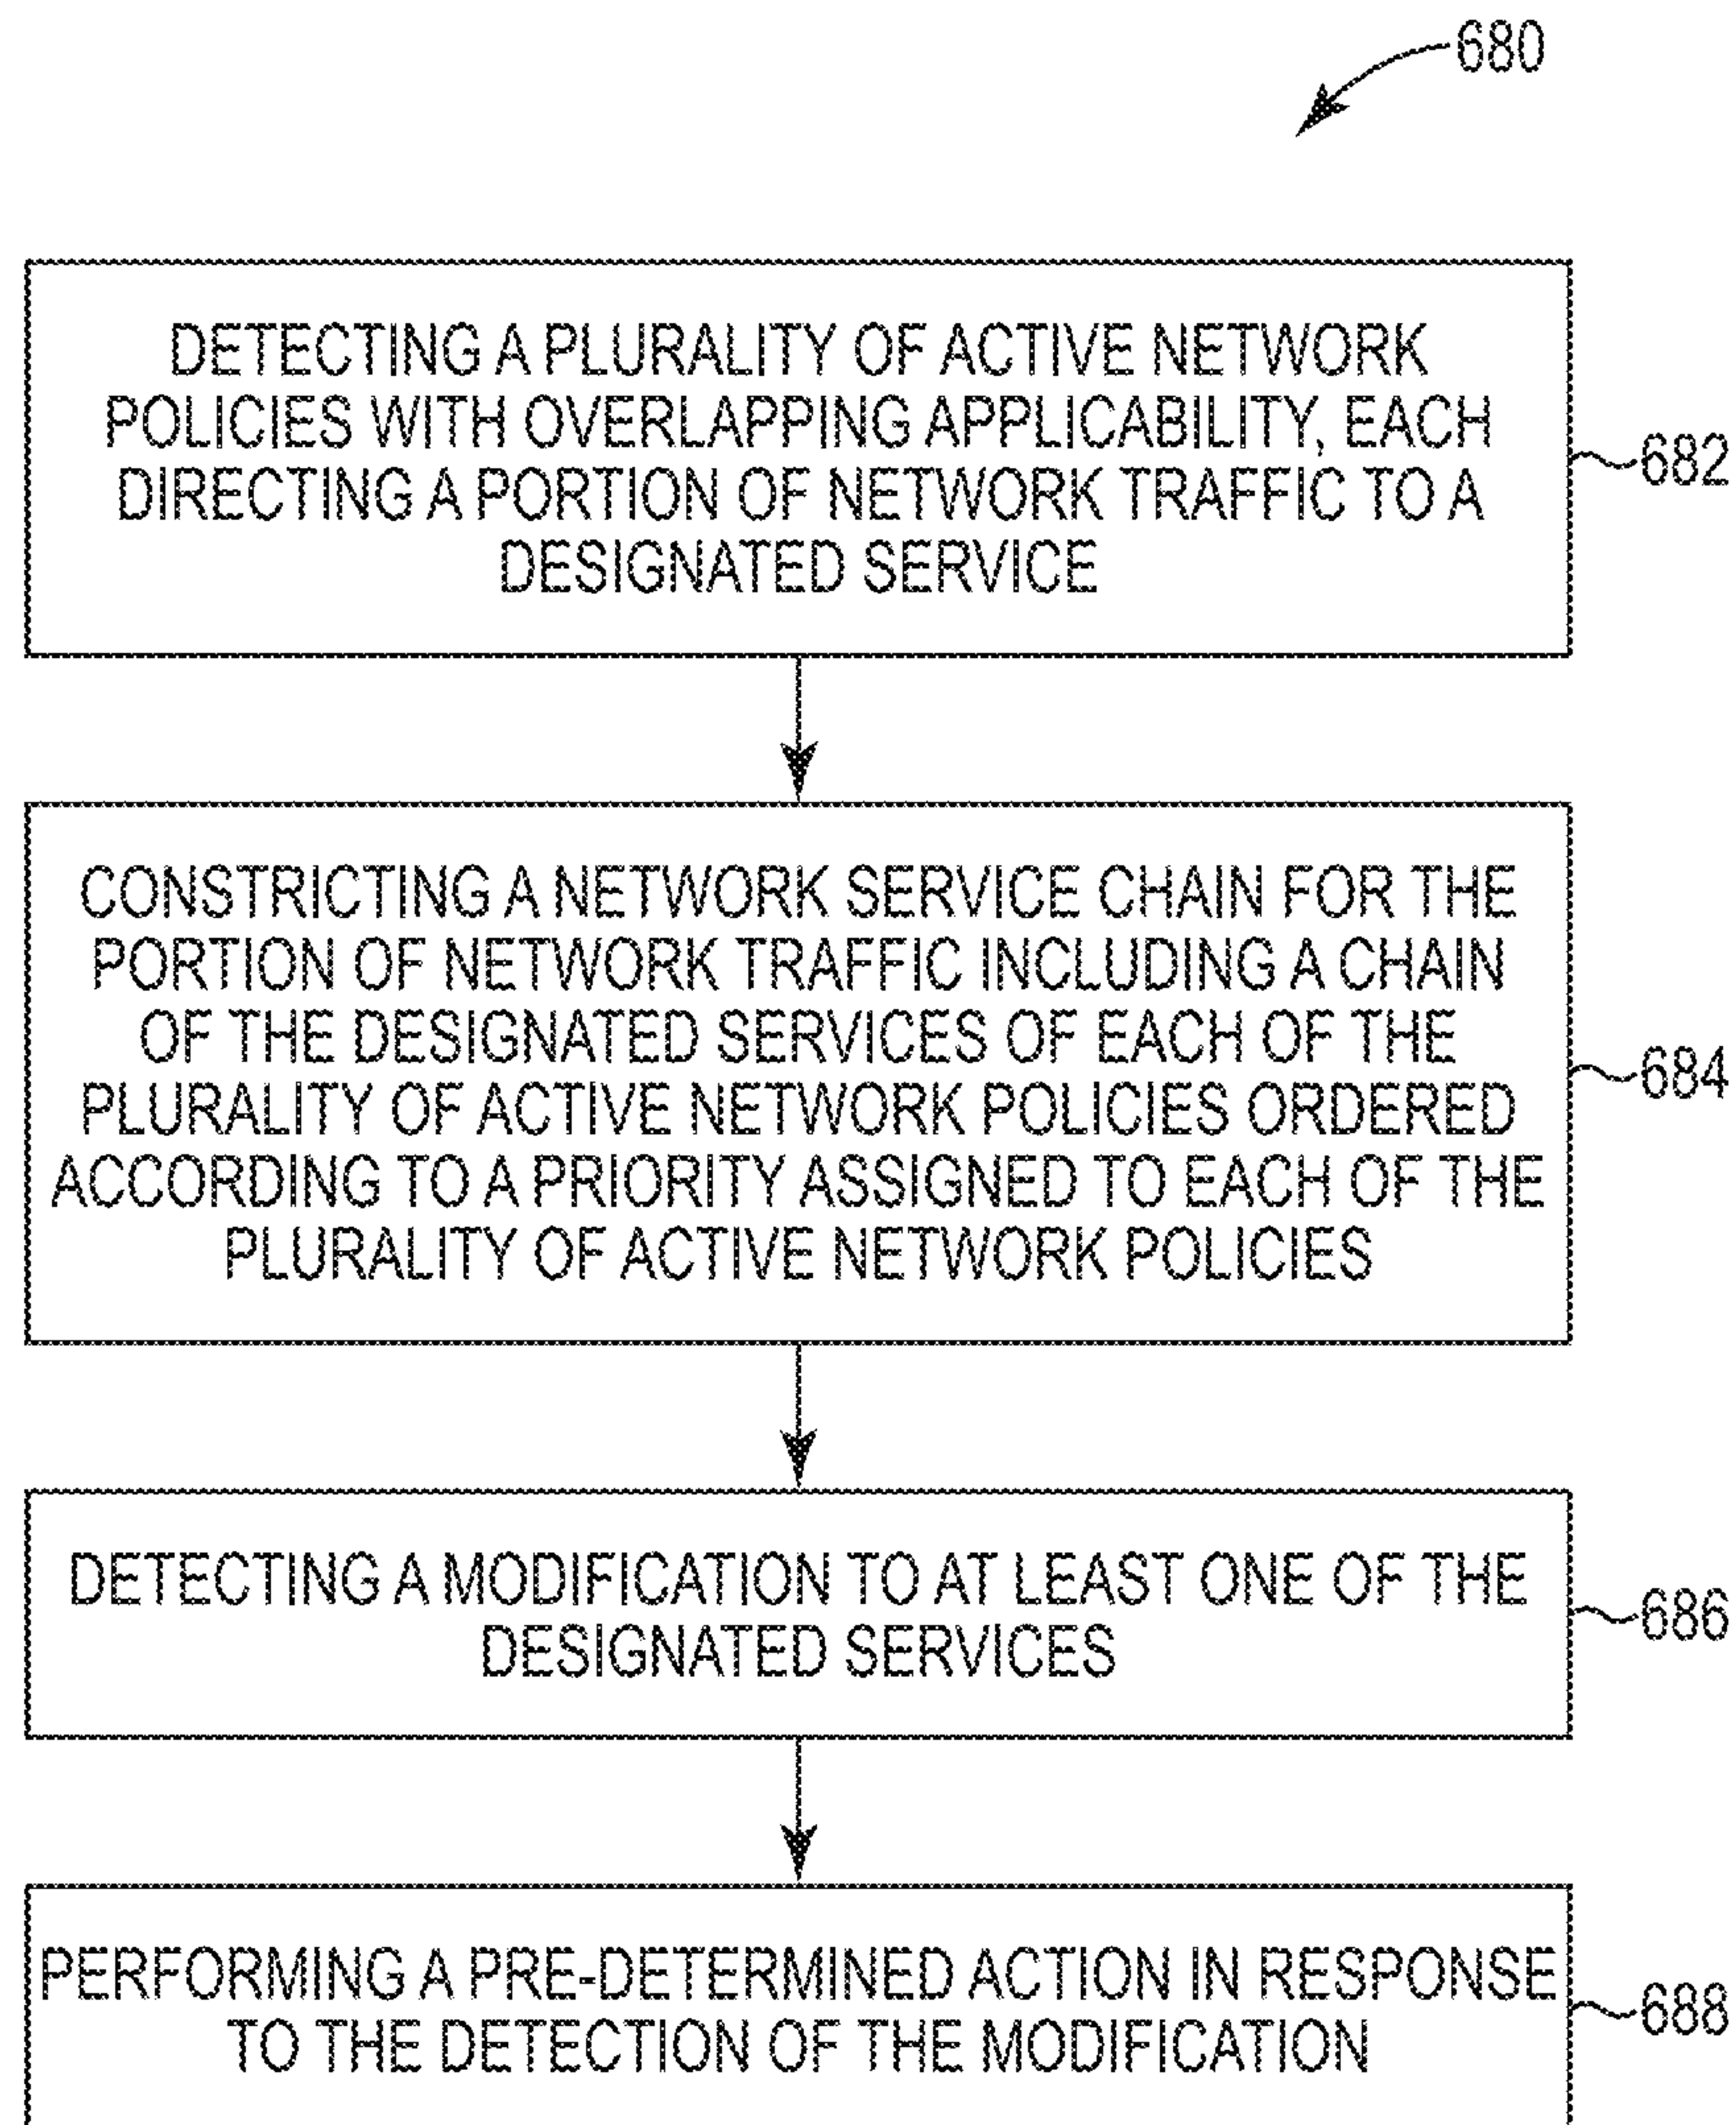 680
DETECTING A PLURALITY OF ACTIVE NETWORK
POLICIES WITH OVERLAPPING APPLICABILITY, EACH
DIRECTING A PORTION OF NETWORK TRAFFIC TO A
DESIGNATED SERVICE
682
CONSTRICTING A NETWORK SERVICE CHAIN FOR THE
PORTION OF NETWORK TRAFFIC INCLUDING A CHAIN
OF THE DESIGNATED SERVICES OF EACH OF THE
PLURALITY OF ACTIVE NETWORK POLICIES ORDERED
ACCORDING TO A PRIORITY ASSIGNED TO EACH OF THE
PLURALITY OF ACTIVE NETWORK POLICIES
684
DETECTING A MODIFICATION TO AT LEAST ONE OF THE
DESIGNATED SERVICES
686
PERFORMING A PRE-DETERMINED ACTION IN RESPONSE
TO THE DETECTION OF THE MODIFICATION
688